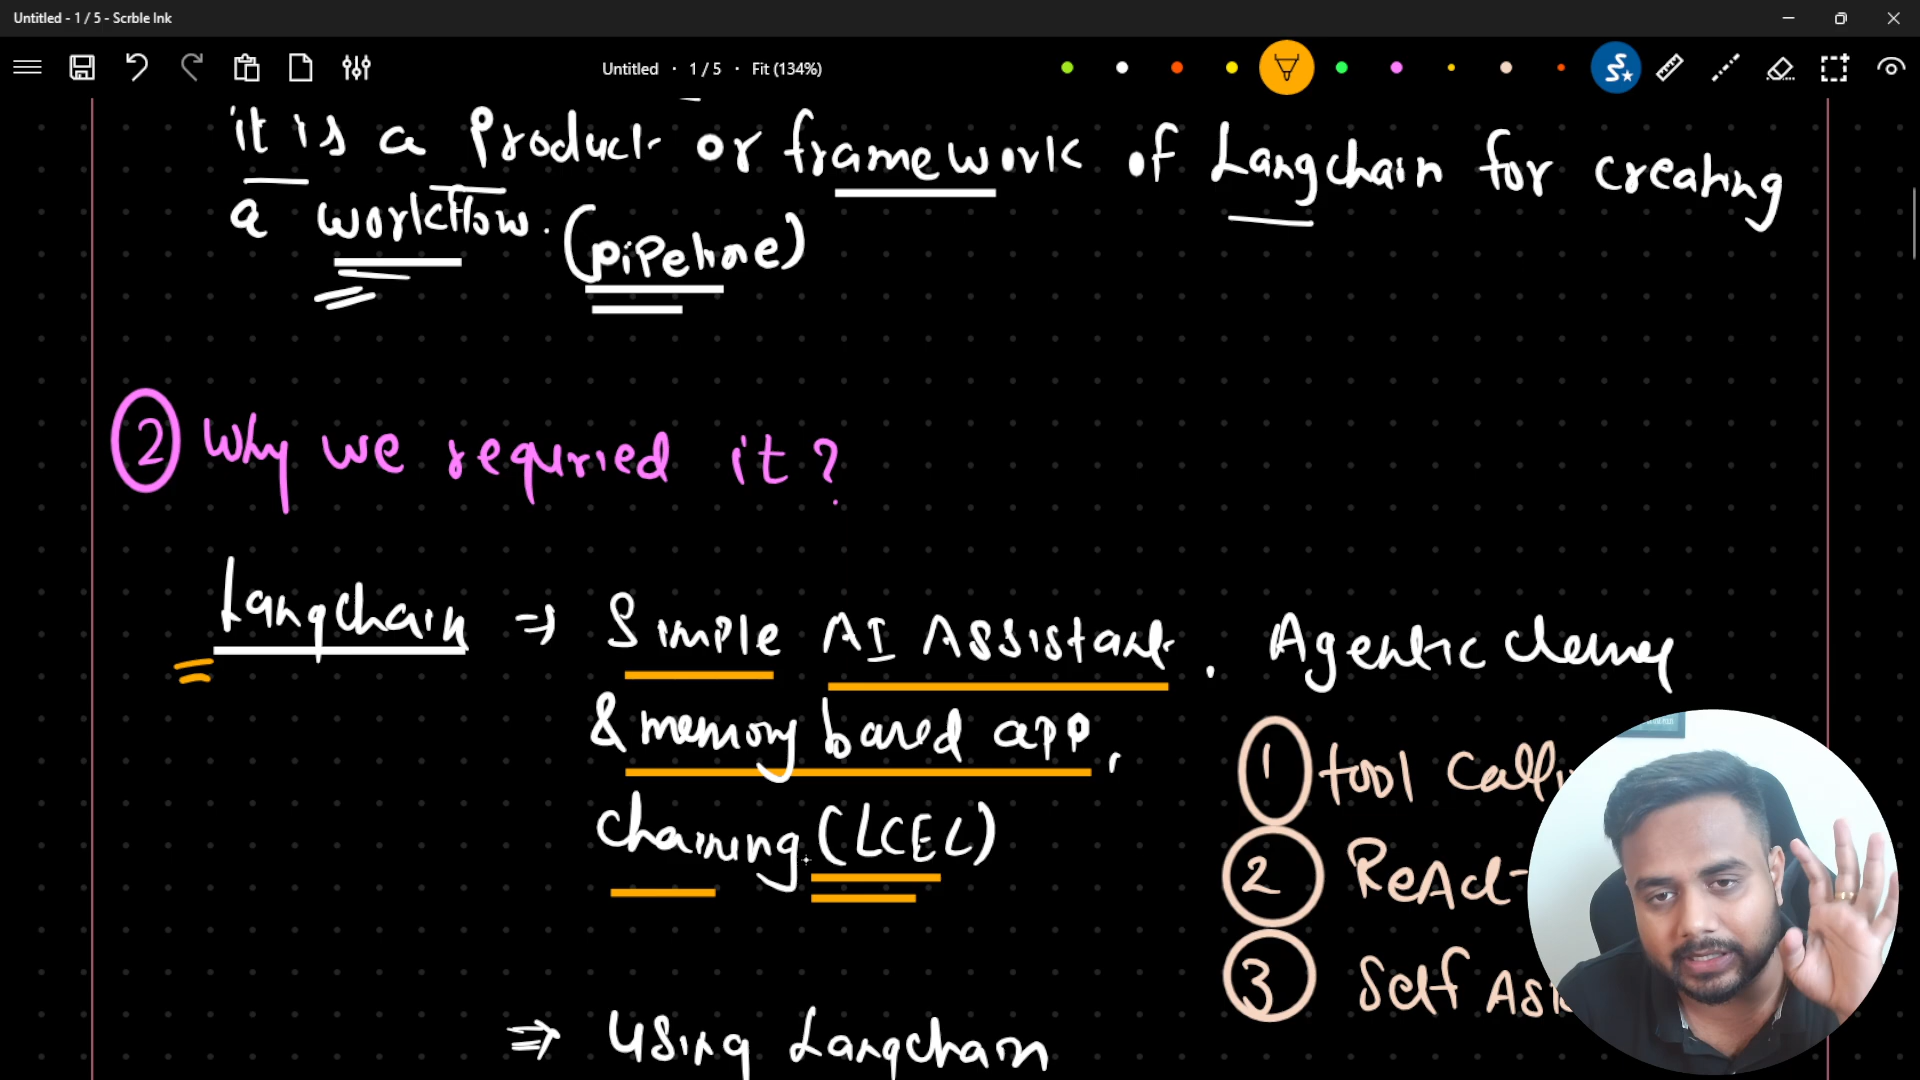 Untitled - 1 / 5 - Scrble Ink
Untitled · 1 / 5 · Fit (134%)
it is a Product or framework of Langchain for creating
a workflow. (pipeline)
② Why we requried it?
Langchain ⇒ Simple AI Assistant. Agentic
& memory based app,
chaining (LCEL)
① tool
② ReAct-
③ Self
⇒ Using Langchain